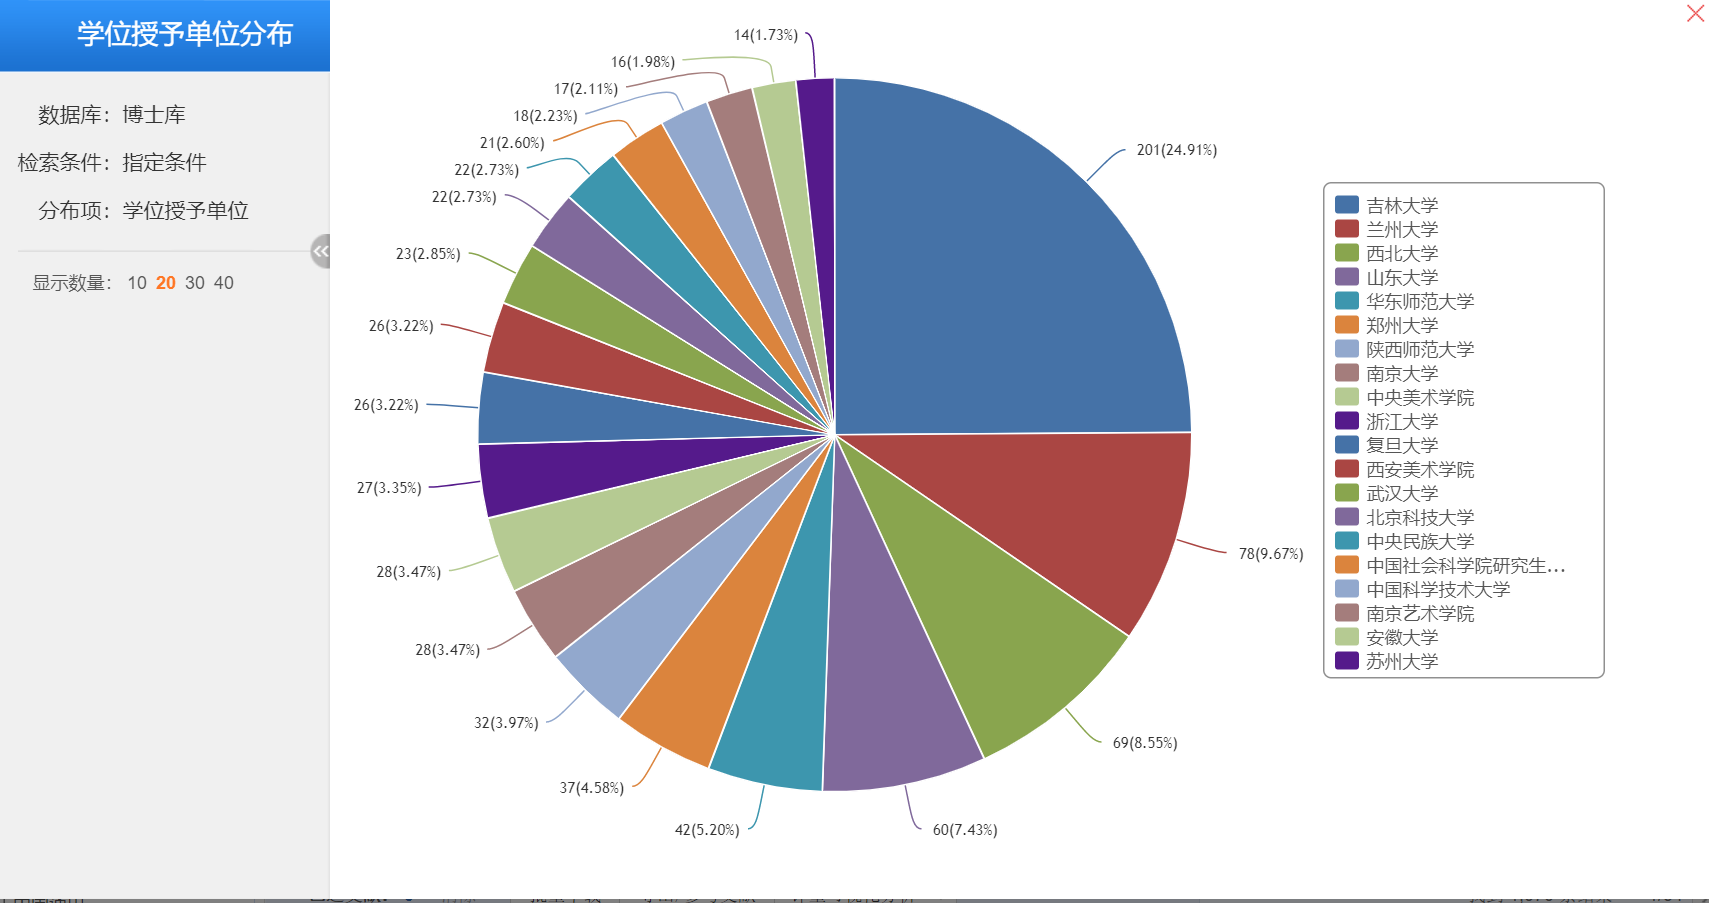 学位授予单位分布
数据库：博士库
检索条件：指定条件
分布项：学位授予单位
显示数量： 10 20 30 40
14(1.73%)
16(1.98%)
17(2.11%)
18(2.23%)
21(2.60%)
22(2.73%)
22(2.73%)
23(2.85%)
26(3.22%)
26(3.22%)
27(3.35%)
28(3.47%)
28(3.47%)
32(3.97%)
37(4.58%)
42(5.20%)
60(7.43%)
69(8.55%)
78(9.67%)
201(24.91%)
吉林大学
兰州大学
西北大学
山东大学
华东师范大学
郑州大学
陕西师范大学
南京大学
中央美术学院
浙江大学
复旦大学
西安美术学院
武汉大学
北京科技大学
中央民族大学
中国社会科学院研究生...
中国科学技术大学
南京艺术学院
安徽大学
苏州大学